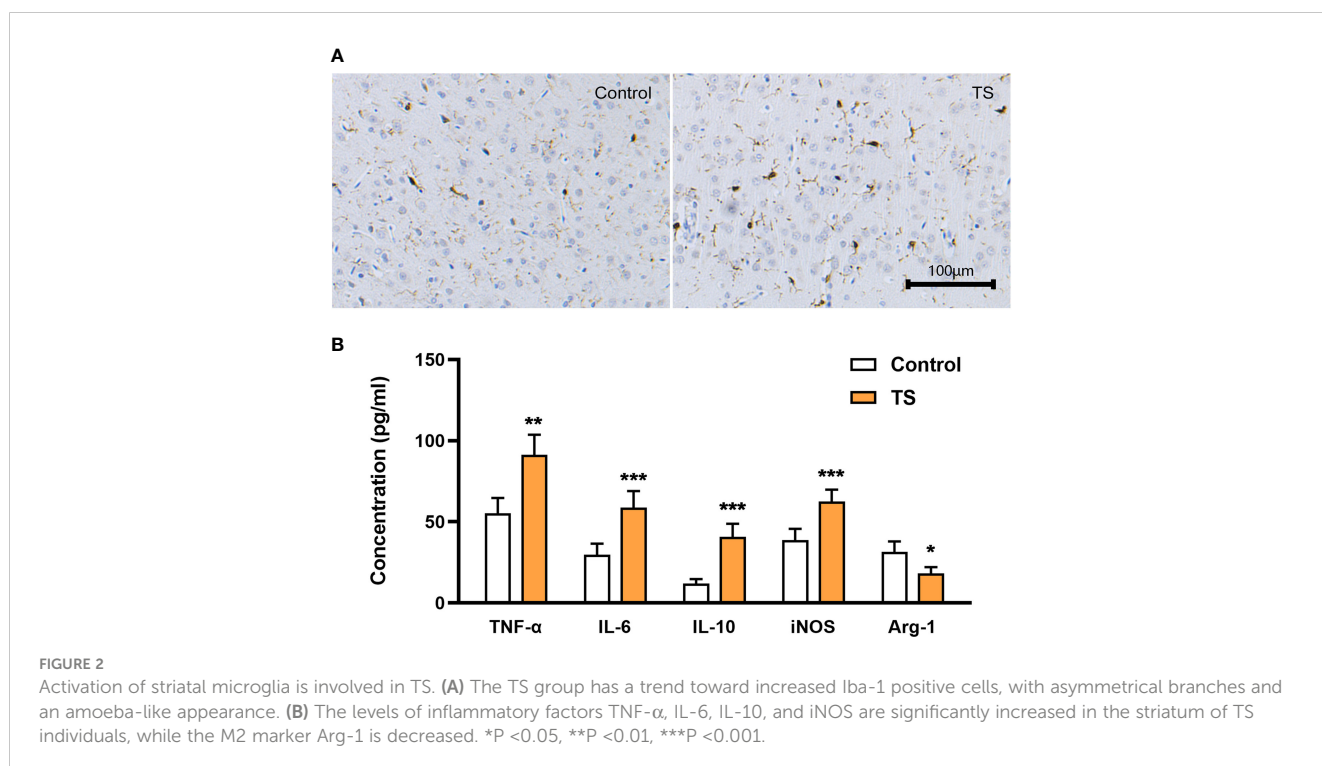 A
Control
TS
100μm
B
150
100
50
0
Concentration (pg/ml)
Control
TS
**
***
***
***
*
TNF-α IL-6 IL-10 iNOS Arg-1
FIGURE 2
Activation of striatal microglia is involved in TS. (A) The TS group has a trend toward increased Iba-1 positive cells, with asymmetrical branches and
an amoeba-like appearance. (B) The levels of inflammatory factors TNF-α, IL-6, IL-10, and iNOS are significantly increased in the striatum of TS
individuals, while the M2 marker Arg-1 is decreased. *P <0.05, **P <0.01, ***P <0.001.